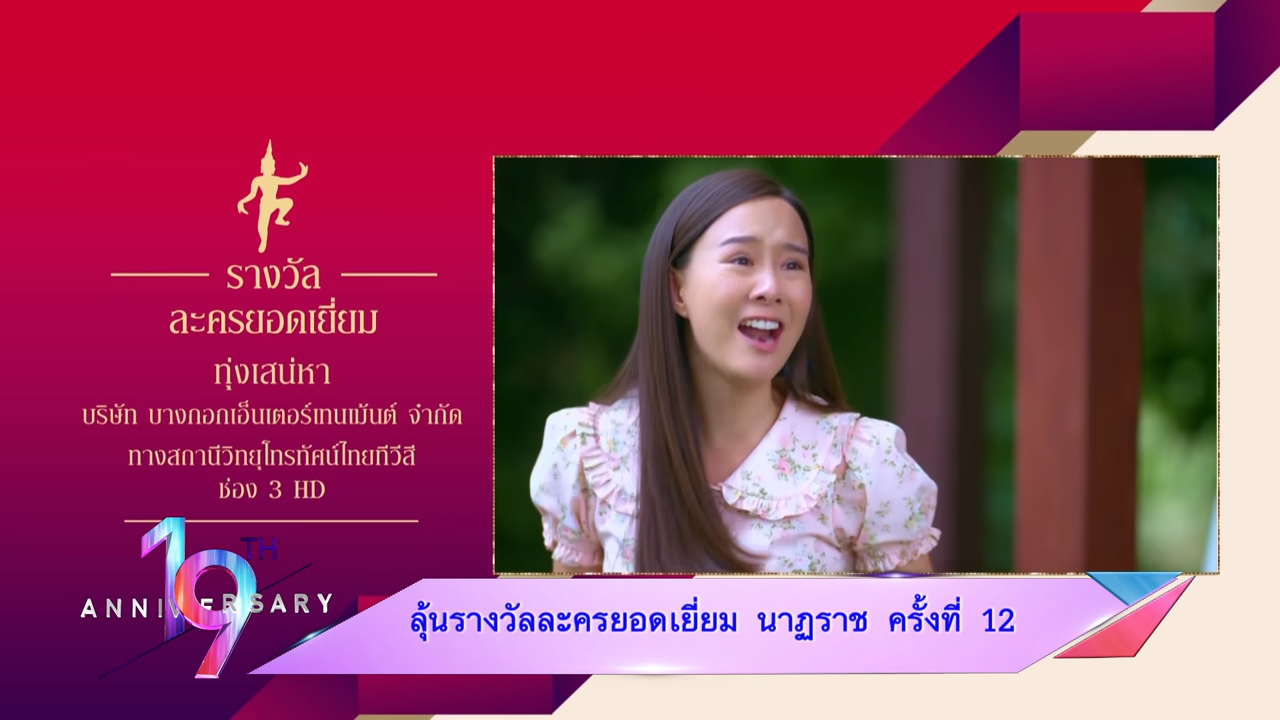 รางวัล
ละครยอดเยี่ยม
ทุ่งเสน่หา
บริษัท บางกอกเอ็นเตอร์เทนเม้นต์ จำกัด
ทางสถานีวิทยุโทรทัศน์ไทยทีวีสี
ช่อง 3 HD
19TH
ANNIVERSARY
ลุ้นรางวัลละครยอดเยี่ยม นาฏราช ครั้งที่ 12